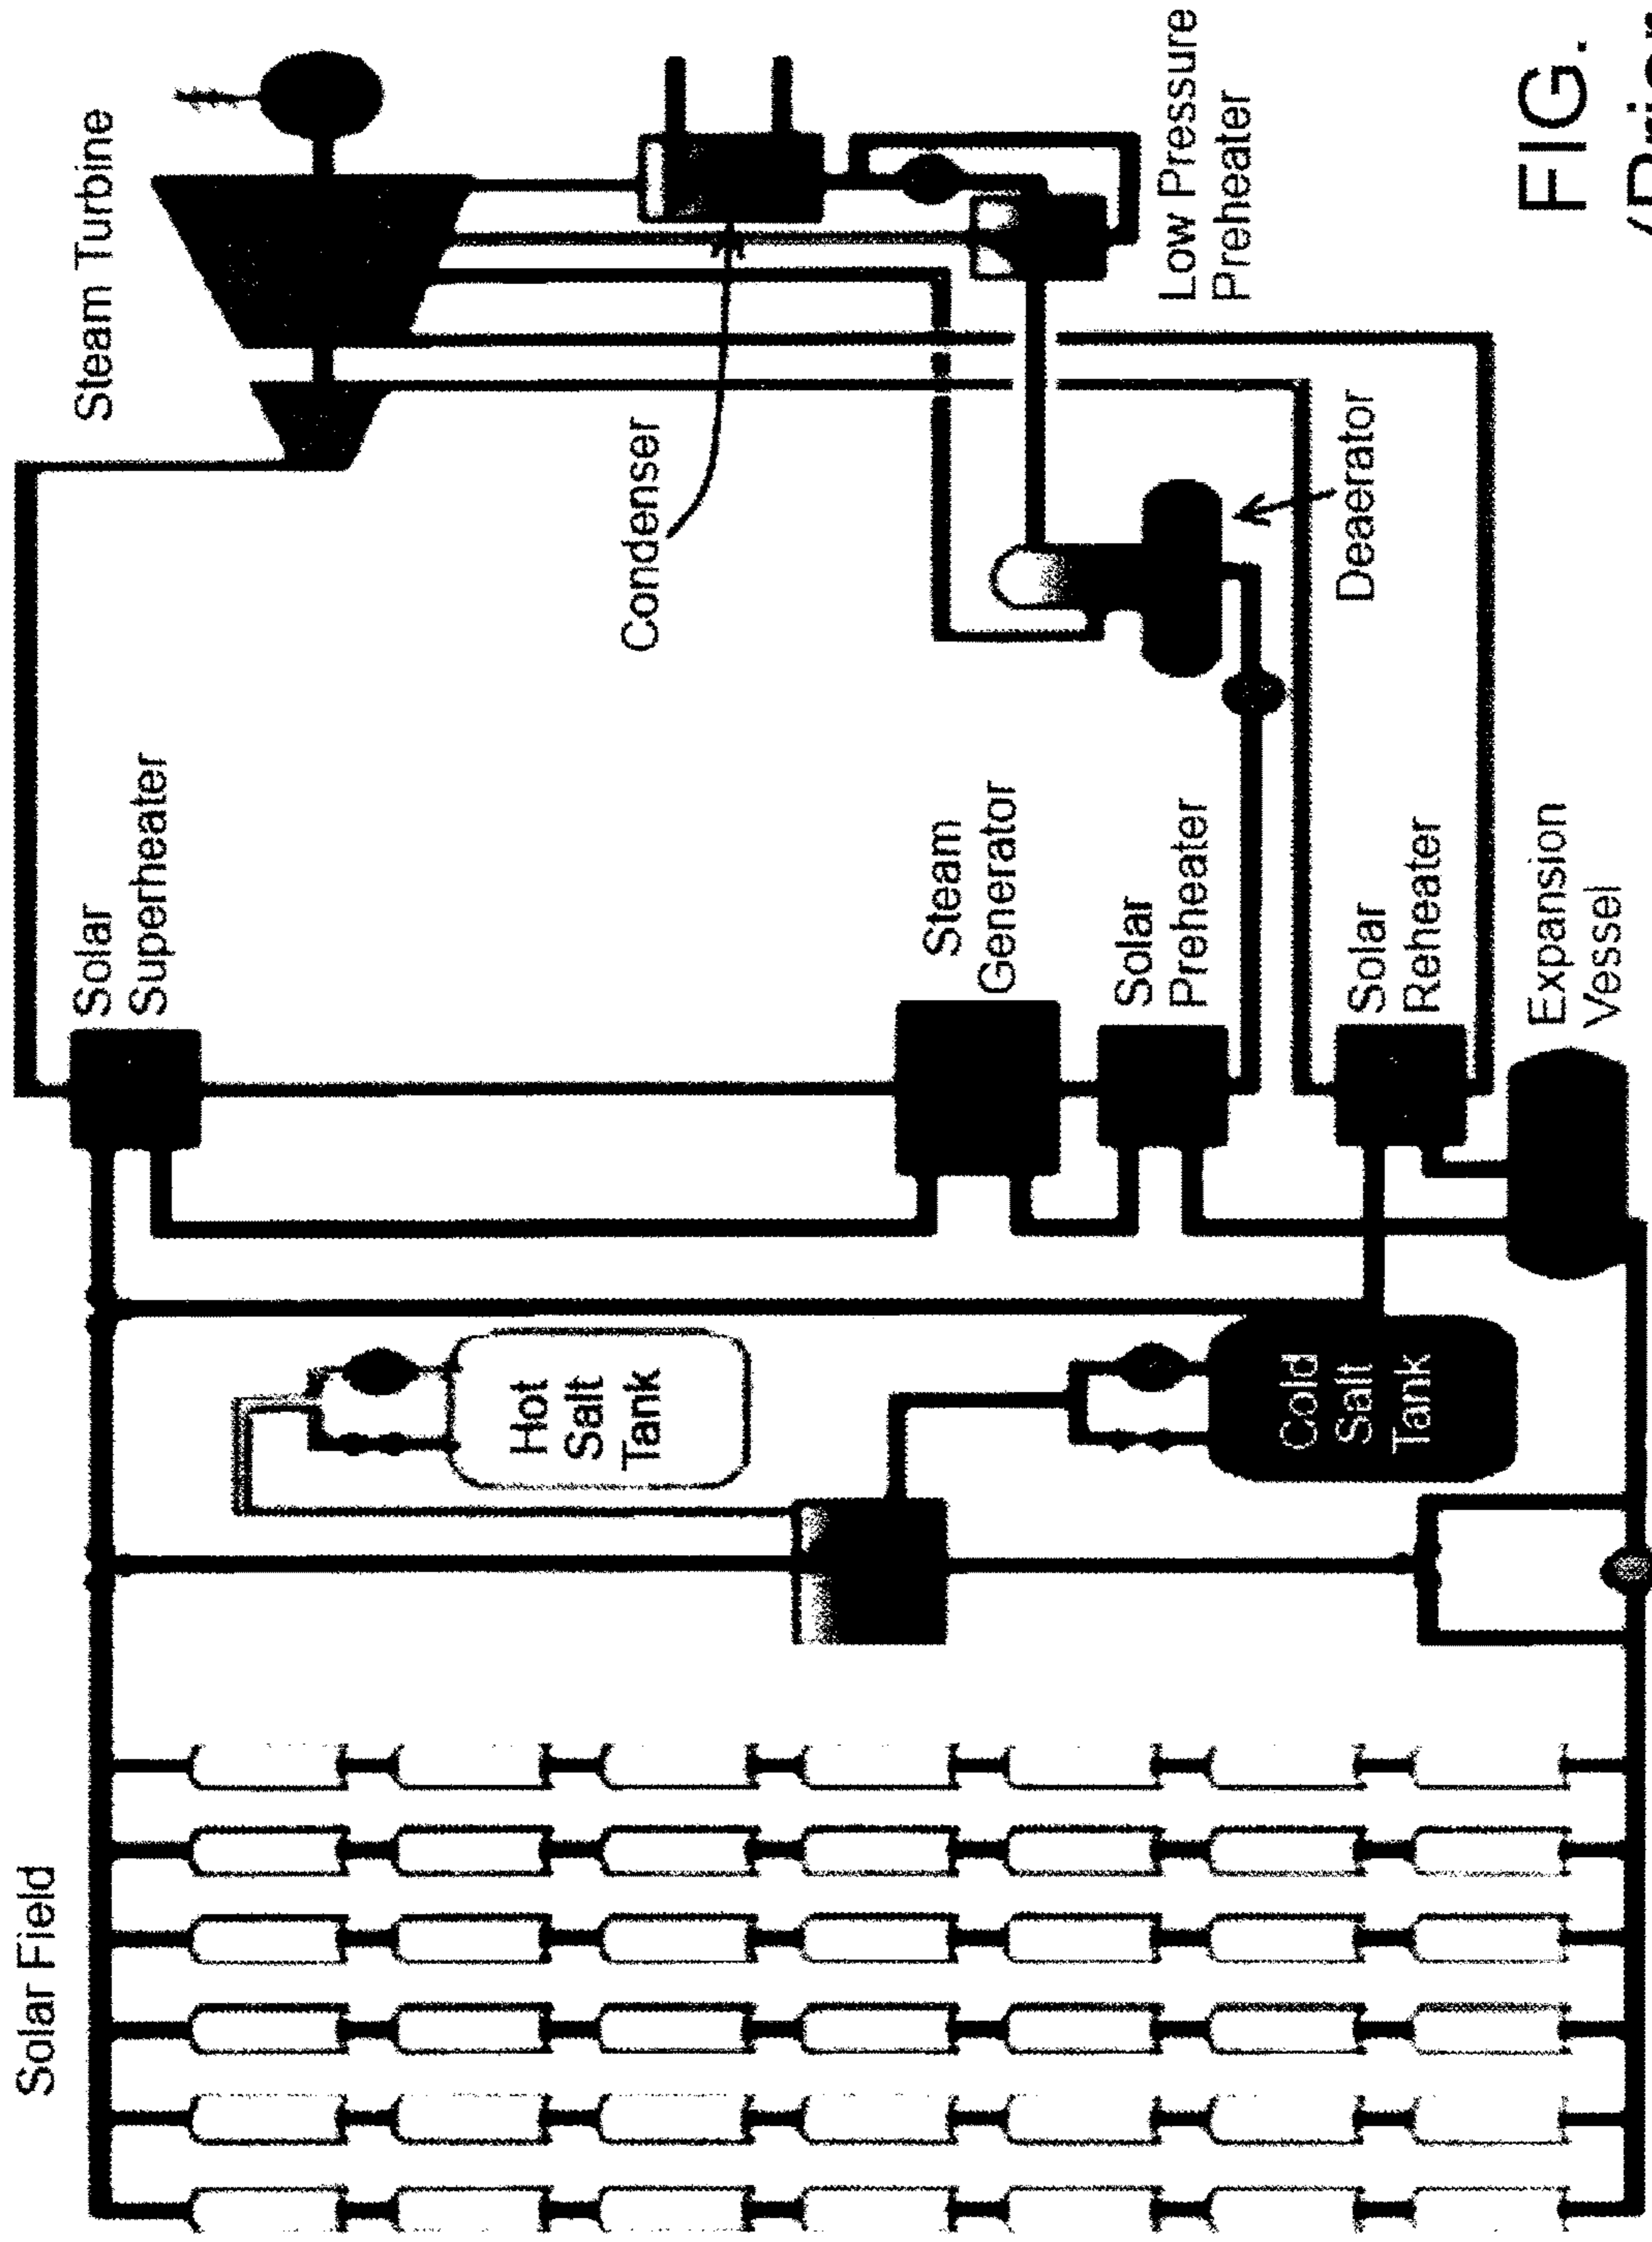 Solar Field
Solar
Superheater
Steam Turbine
Hot
Salt
Tank
Condenser
Steam
Generator
Solar
Preheater
Low Pressure
Preheater
Cold
Salt
Tank
Solar
Reheater
Deaerator
Expansion
Vessel
FIG.